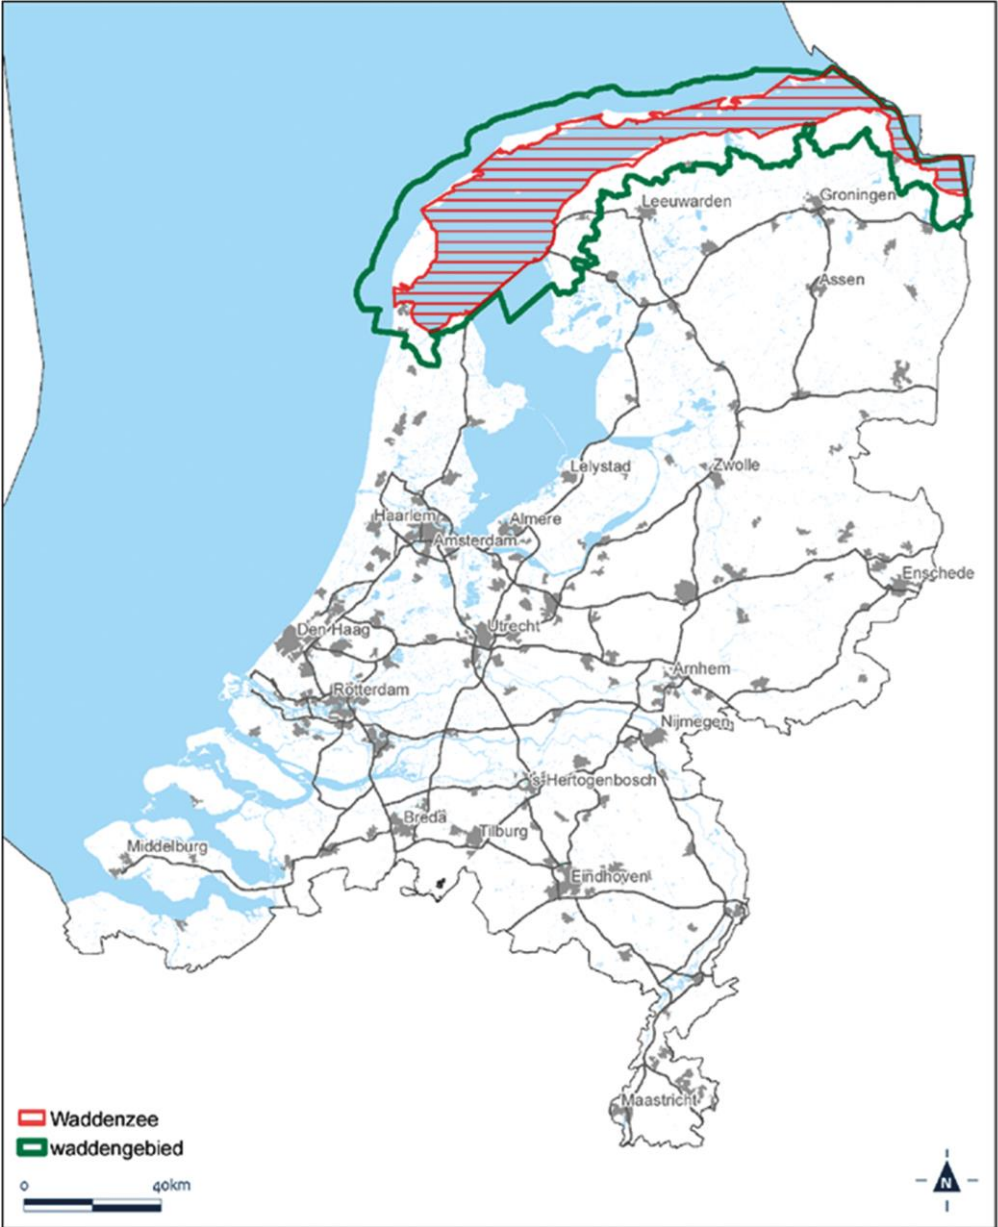 Leeuwarden
Groningen
Assen
Lelystad
Zwolle
Haarlem
Almere
Amsterdam
Enschede
Den Haag
Utrecht
Arnhem
Rotterdam
Nijmegen
's-Hertogenbosch
Breda
Tilburg
Middelburg
Eindhoven
Maastricht
Waddenzee
waddengebied
0 40km
N